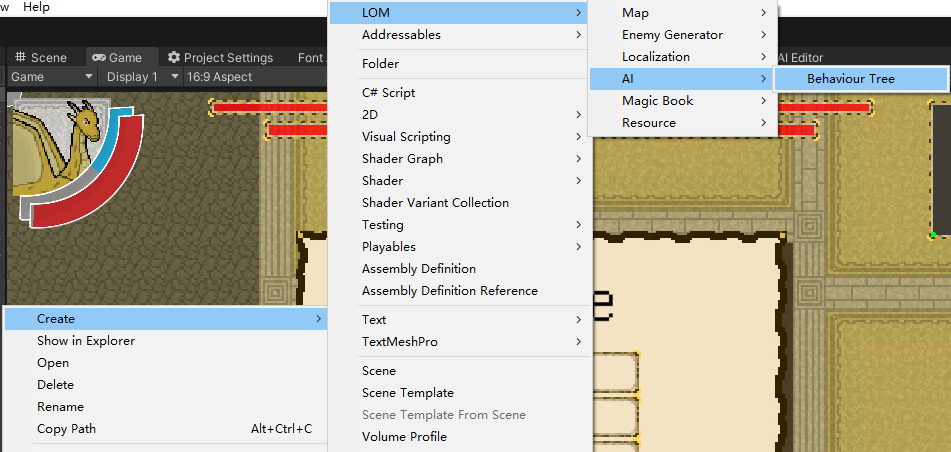 w Help
Scene
Game
Project Settings
Font
AI Editor
Game
Display 1
16:9 Aspect
Create
Show in Explorer
Open
Delete
Rename
Copy Path Alt+Ctrl+C
LOM
Addressables
Folder
C# Script
2D
Visual Scripting
Shader Graph
Shader
Shader Variant Collection
Testing
Playables
Assembly Definition
Assembly Definition Reference
Text
TextMeshPro
Scene
Scene Template
Scene Template From Scene
Volume Profile
Map
Enemy Generator
Localization
AI
Magic Book
Resource
Behaviour Tree
e